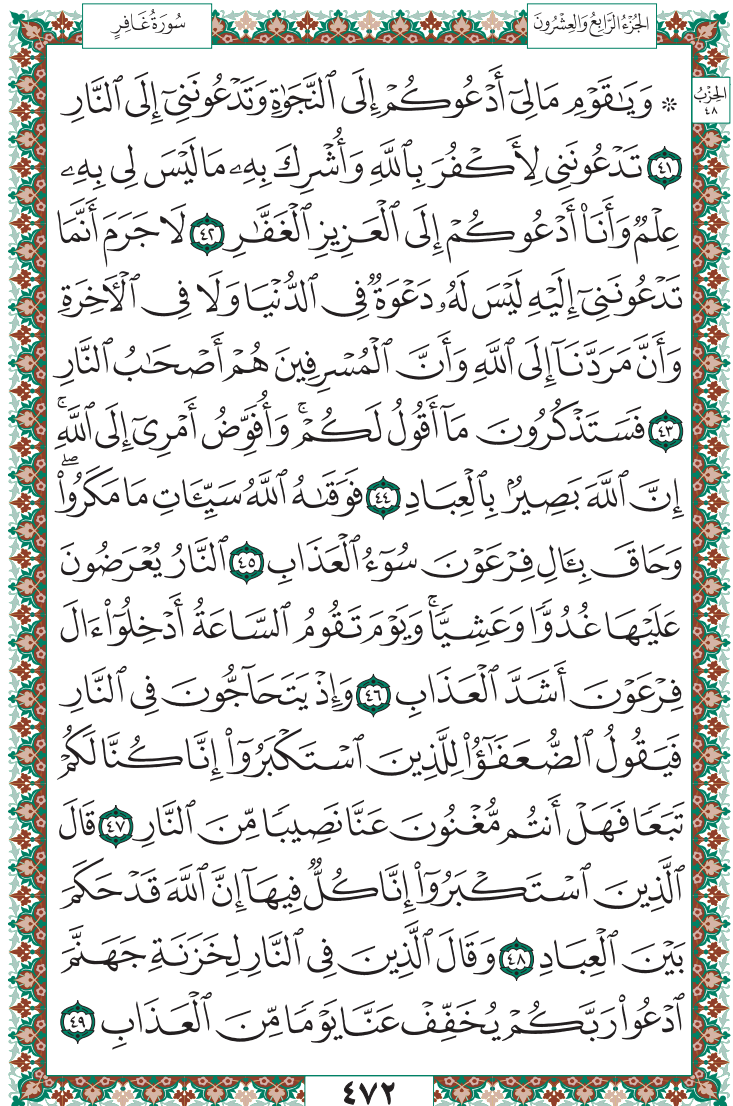 الجُزْءُ الرَّابِعُ وَالعِشْرُونَ
سُورَةُ غَافِرٍ
الحِزْبُ
٤٨
۞ وَيَٰقَوْمِ مَا لِيٓ أَدْعُوكُمْ إِلَى ٱلنَّجَوٰةِ وَتَدْعُونَنِيٓ إِلَى ٱلنَّارِ
٤١ تَدْعُونَنِي لِأَكْفُرَ بِٱللَّهِ وَأُشْرِكَ بِهِۦ مَا لَيْسَ لِي بِهِۦ
عِلْمٌ وَأَنَا۠ أَدْعُوكُمْ إِلَى ٱلْعَزِيزِ ٱلْغَفَّٰرِ ٤٢ لَا جَرَمَ أَنَّمَا
تَدْعُونَنِيٓ إِلَيْهِ لَيْسَ لَهُۥ دَعْوَةٌ فِي ٱلدُّنْيَا وَلَا فِي ٱلْأٓخِرَةِ
وَأَنَّ مَرَدَّنَآ إِلَى ٱللَّهِ وَأَنَّ ٱلْمُسْرِفِينَ هُمْ أَصْحَٰبُ ٱلنَّارِ
٤٣ فَسَتَذْكُرُونَ مَآ أَقُولُ لَكُمْۚ وَأُفَوِّضُ أَمْرِيٓ إِلَى ٱللَّهِۚ
إِنَّ ٱللَّهَ بَصِيرٌۢ بِٱلْعِبَادِ ٤٤ فَوَقَىٰهُ ٱللَّهُ سَيِّـَٔاتِ مَا مَكَرُوا۟ۖ
وَحَاقَ بِـَٔالِ فِرْعَوْنَ سُوٓءُ ٱلْعَذَابِ ٤٥ ٱلنَّارُ يُعْرَضُونَ
عَلَيْهَا غُدُوًّا وَعَشِيًّاۚ وَيَوْمَ تَقُومُ ٱلسَّاعَةُ أَدْخِلُوٓا۟ ءَالَ
فِرْعَوْنَ أَشَدَّ ٱلْعَذَابِ ٤٦ وَإِذْ يَتَحَآجُّونَ فِي ٱلنَّارِ
فَيَقُولُ ٱلضُّعَفَٰٓؤُا۟ لِلَّذِينَ ٱسْتَكْبَرُوٓا۟ إِنَّا كُنَّا لَكُمْ
تَبَعًا فَهَلْ أَنتُم مُّغْنُونَ عَنَّا نَصِيبًا مِّنَ ٱلنَّارِ ٤٧ قَالَ
ٱلَّذِينَ ٱسْتَكْبَرُوٓا۟ إِنَّا كُلٌّ فِيهَآ إِنَّ ٱللَّهَ قَدْ حَكَمَ
بَيْنَ ٱلْعِبَادِ ٤٨ وَقَالَ ٱلَّذِينَ فِي ٱلنَّارِ لِخَزَنَةِ جَهَنَّمَ
ٱدْعُوا۟ رَبَّكُمْ يُخَفِّفْ عَنَّا يَوْمًا مِّنَ ٱلْعَذَابِ ٤٩
٤٧٢